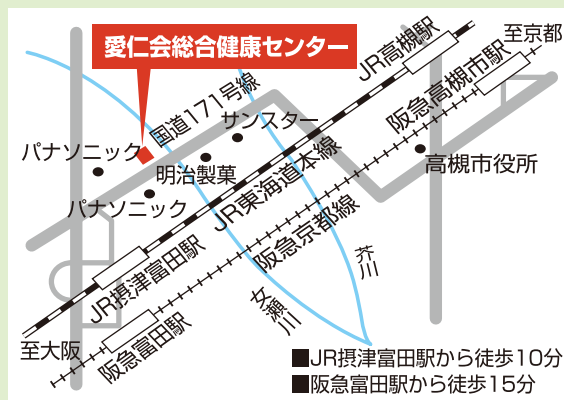 愛仁会総合健康センター
JR高槻駅
至京都
国道171号線
阪急高槻市駅
サンスター
パナソニック
明治製菓
高槻市役所
パナソニック
JR東海道本線
阪急京都線
JR摂津富田駅
芥川
女瀬川
至大阪
阪急富田駅
■JR摂津富田駅から徒歩10分
■阪急富田駅から徒歩15分